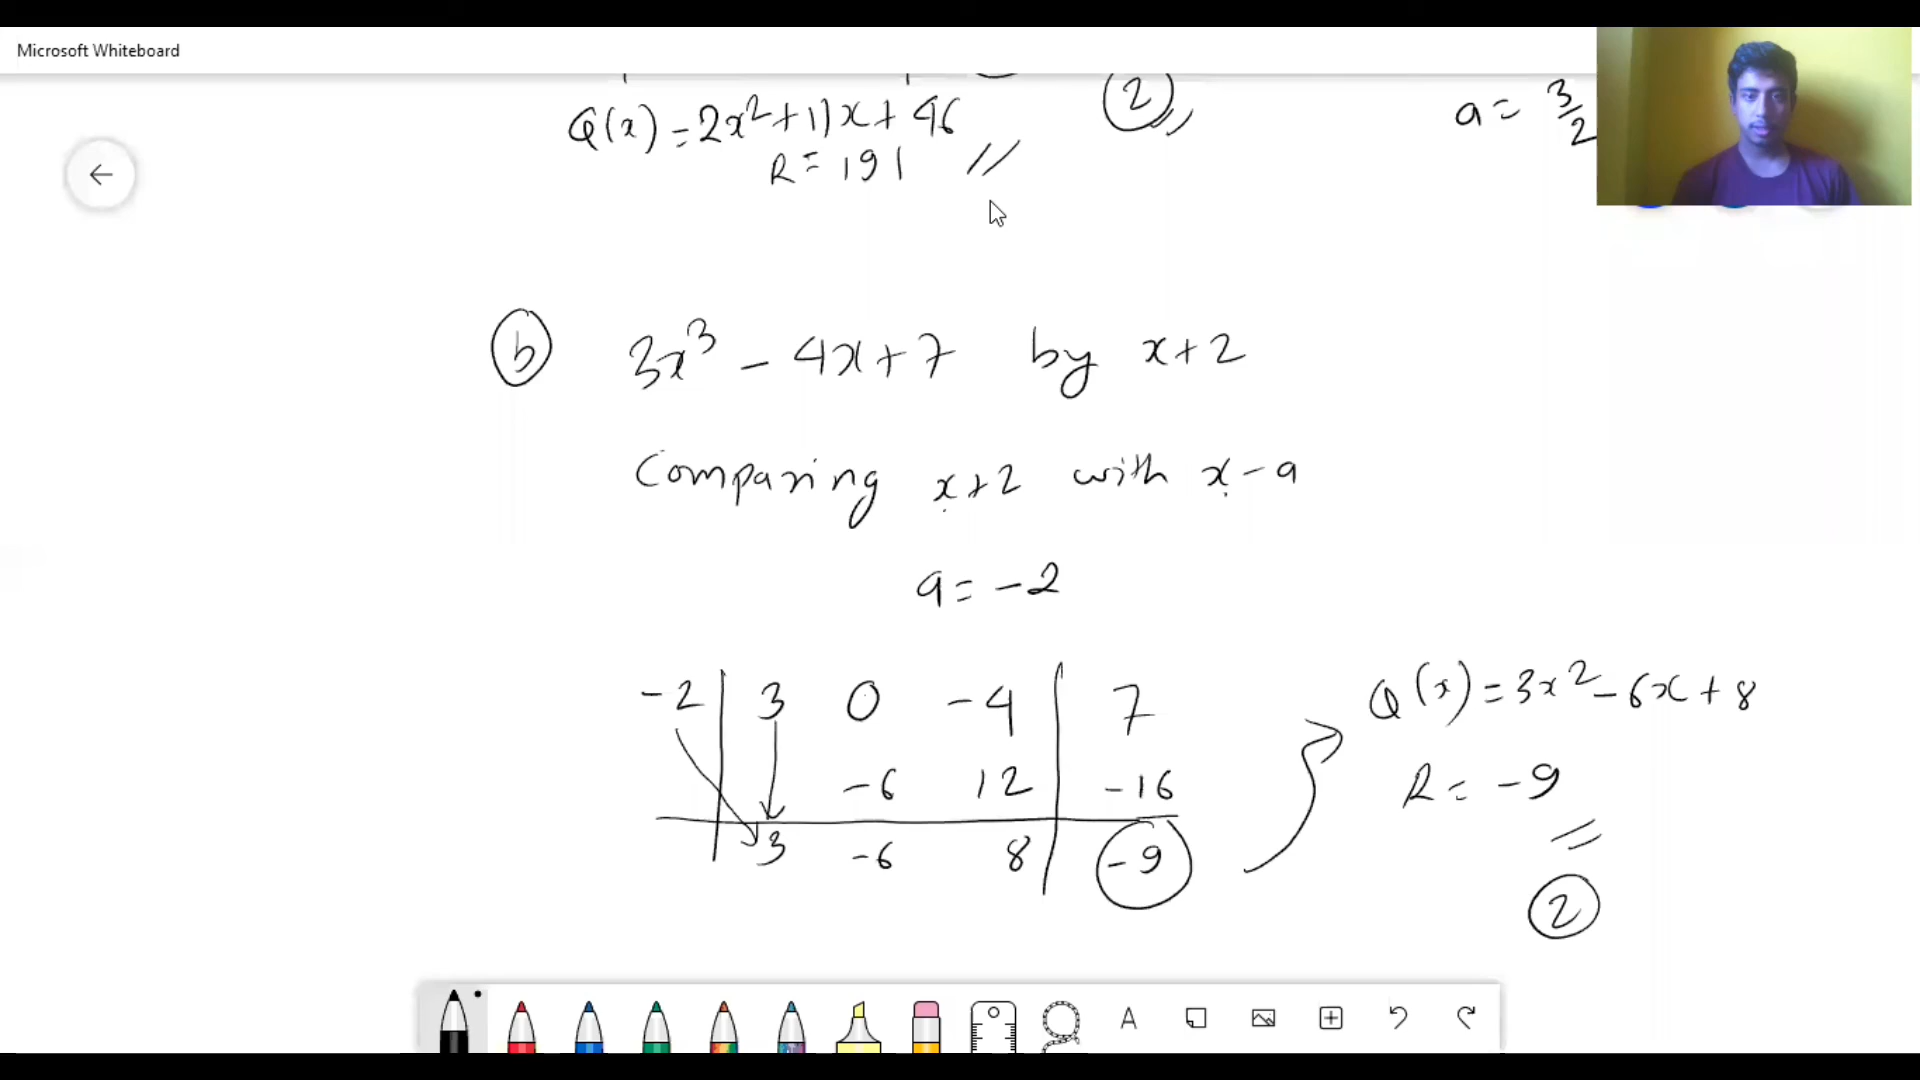 Microsoft Whiteboard
Q(x) = 2x² + 11x + 46
R = 191
2
a = 3/2
b 3x³ - 4x + 7 by x + 2
Comparing x + 2 with x - a
a = -2
-2 | 3 0 -4 | 7
-6 12 -16
3 -6 8 -9
Q(x) = 3x² - 6x + 8
R = -9
2
A